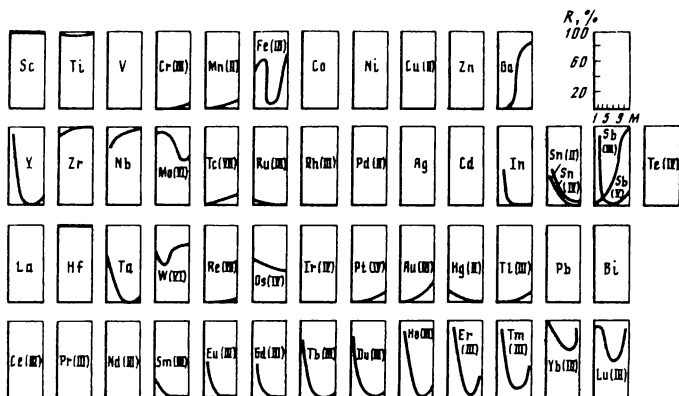 R, %
100
60
20
1 5 9 M
Sc Ti V Cr(III) Mn(II) Fe(III) Co Ni Cu(II) Zn Ga
Y Zr Nb Mo(VI) Tc(VII) Ru(III) Rh(III) Pd(II) Ag Cd In Sn(II) Sn(IV) Sb(III) Sb(V) Te(IV)
La Hf Ta W(VI) Re(VII) Os(IV) Ir(IV) Pt(IV) Au(III) Hg(II) Tl(III) Pb Bi
Ce(III) Pr(III) Nd(III) Sm(III) Eu(III) Gd(III) Tb(III) Dy(III) Ho(III) Er(III) Tm(III) Yb(III) Lu(III)